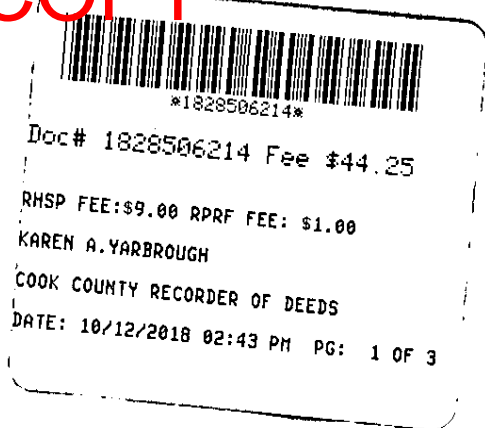 COPY
*1828506214*
Doc# 1828506214 Fee $44.25
RHSP FEE:$9.00 RPRF FEE: $1.00
KAREN A.YARBROUGH
COOK COUNTY RECORDER OF DEEDS
DATE: 10/12/2018 02:43 PM PG: 1 OF 3